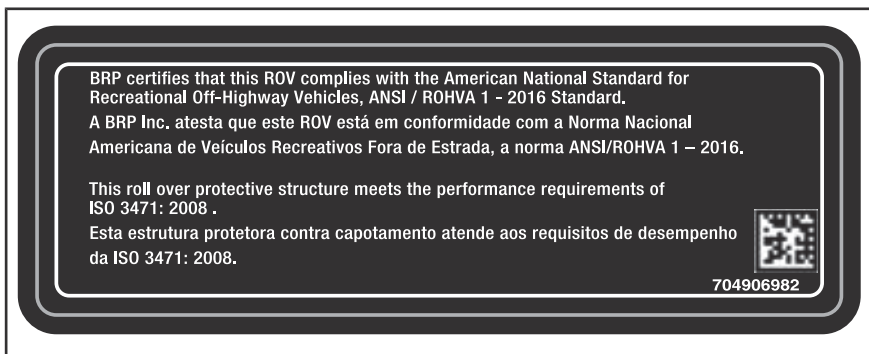 BRP certifies that this ROV complies with the American National Standard for
Recreational Off-Highway Vehicles, ANSI / ROHVA 1 - 2016 Standard.
A BRP Inc. atesta que este ROV está em conformidade com a Norma Nacional
Americana de Veículos Recreativos Fora de Estrada, a norma ANSI/ROHVA 1 – 2016.
This roll over protective structure meets the performance requirements of
ISO 3471: 2008 .
Esta estrutura protetora contra capotamento atende aos requisitos de desempenho
da ISO 3471: 2008.
704906982